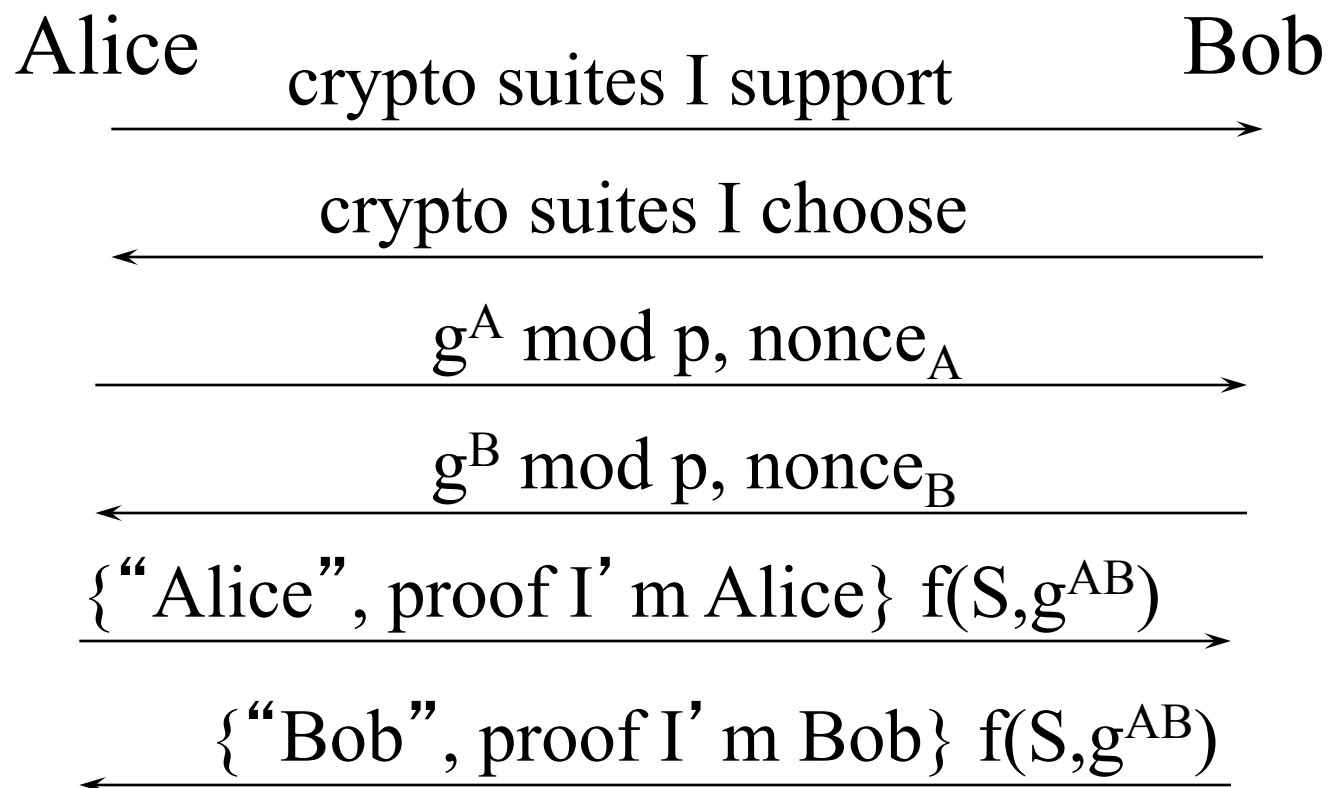 Alice
Bob
crypto suites I support
crypto suites I choose
g^A mod p, nonce_A
g^B mod p, nonce_B
{“Alice”, proof I’m Alice} f(S,g^AB)
{“Bob”, proof I’m Bob} f(S,g^AB)